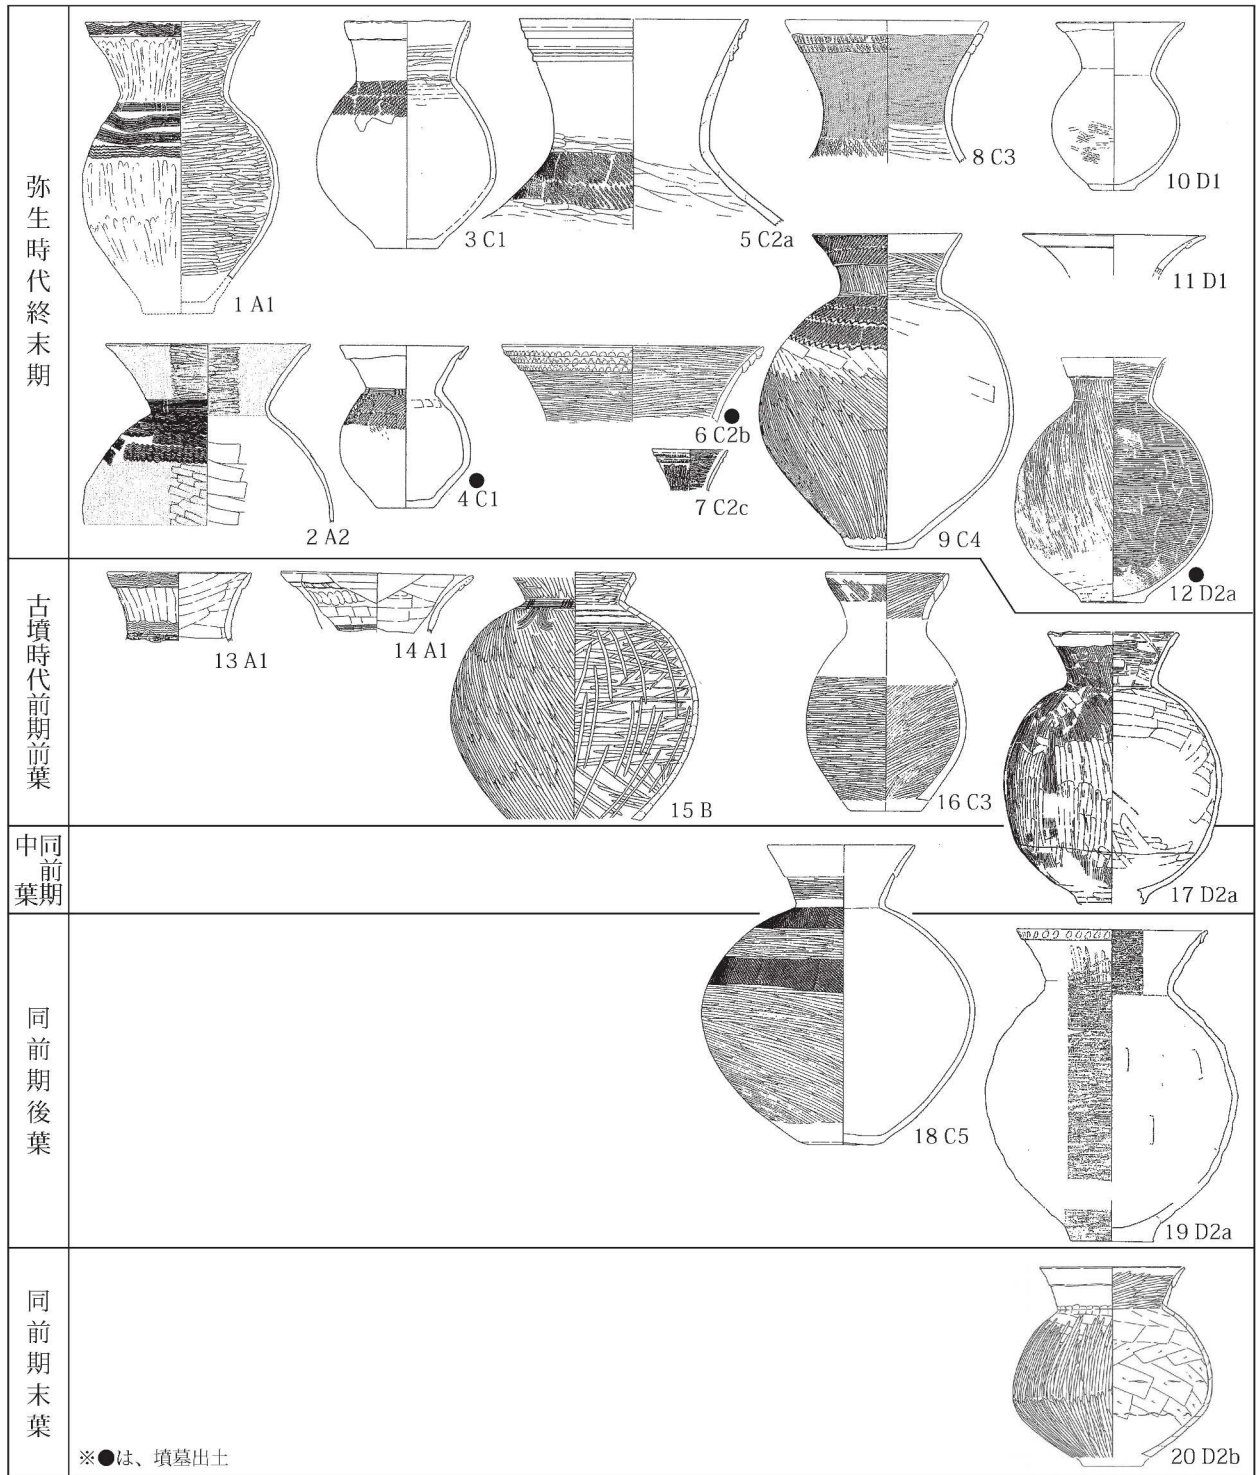 弥生時代終末期
1 A1
3 C1
5 C2a
8 C3
10 D1
11 D1
2 A2
●
4 C1
●
6 C2b
7 C2c
9 C4
●
12 D2a
古墳時代前期前葉
13 A1
14 A1
15 B
16 C3
17 D2a
同前期
中葉
同前期後葉
18 C5
19 D2a
同前期末葉
20 D2b
※●は、墳墓出土